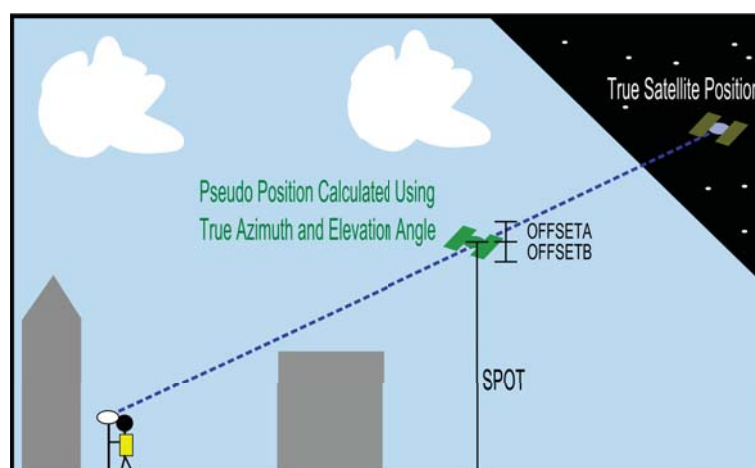 True Satellite Position
Pseudo Position Calculated Using
True Azimuth and Elevation Angle
OFFSETA
OFFSETB
SPOT